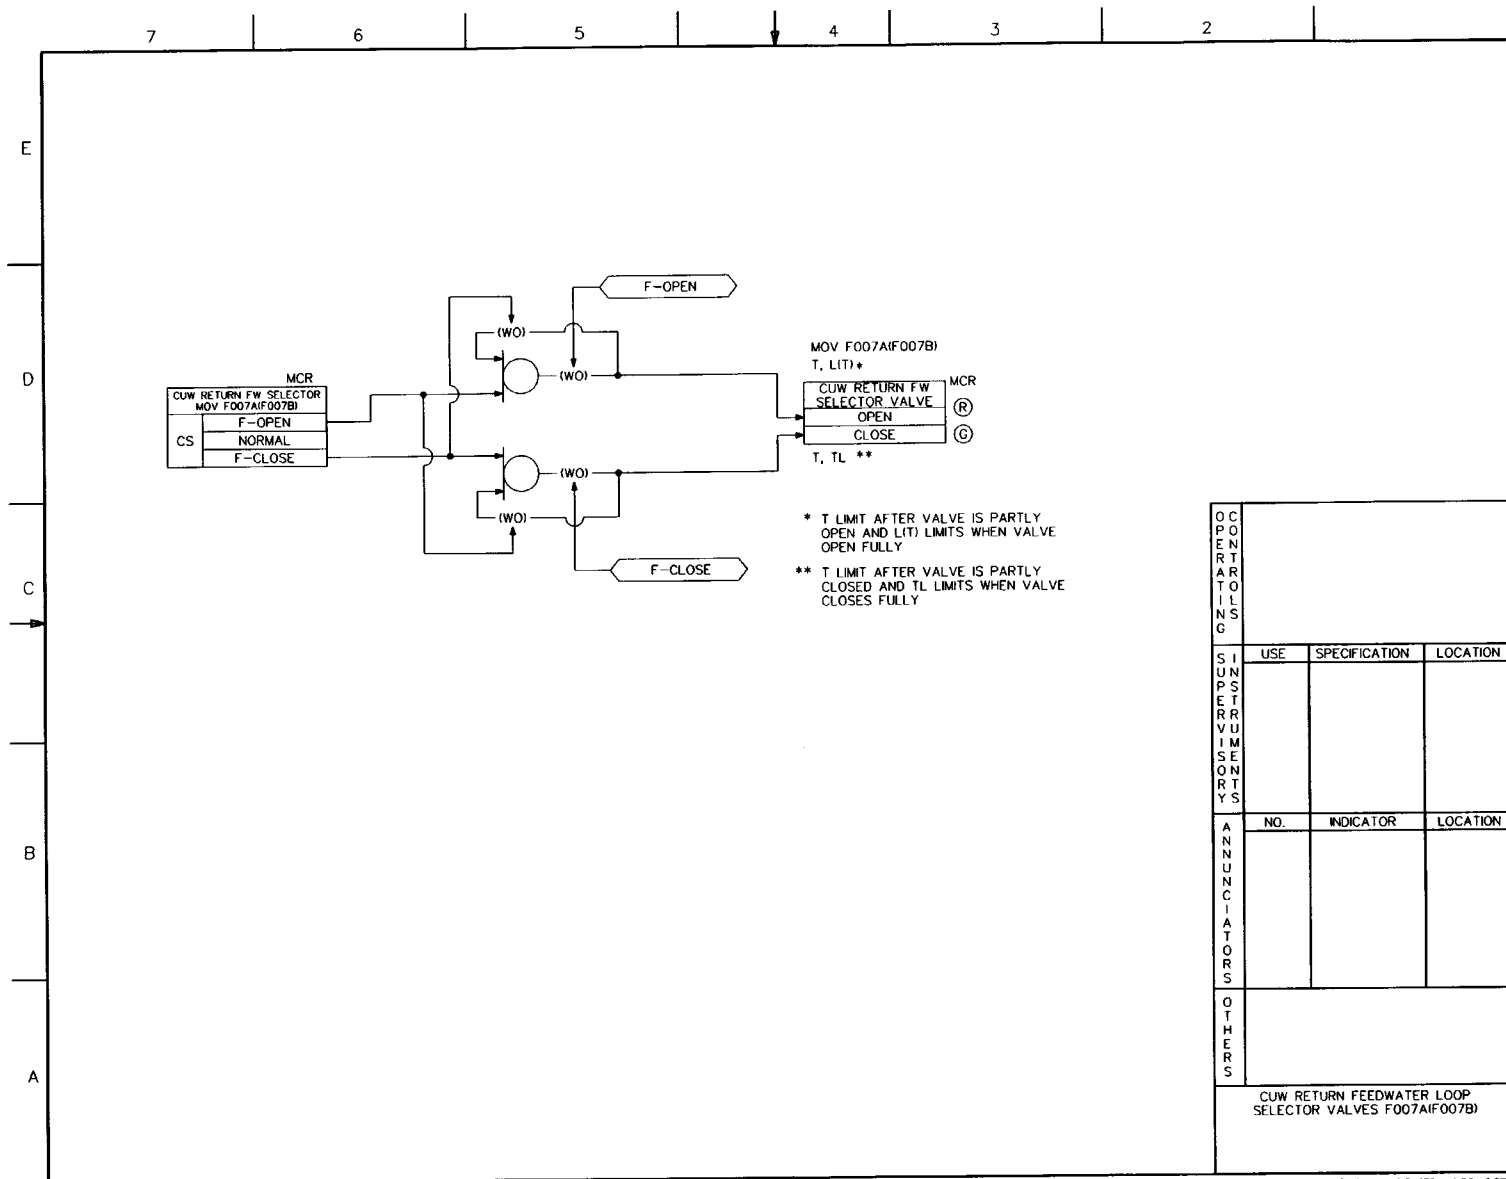 7 6 5 4 3 2
E
D
C
B
A
F-OPEN
(WO)
(WO)
MCR
CUW RETURN FW SELECTOR
MOV F007A(F007B)
CS
F-OPEN
NORMAL
F-CLOSE
(WO)
(WO)
F-CLOSE
MOV F007A(F007B)
T, L(T)*
MCR
CUW RETURN FW
SELECTOR VALVE
OPEN
R
CLOSE
G
T, TL **
* T LIMIT AFTER VALVE IS PARTLY
OPEN AND L(T) LIMITS WHEN VALVE
OPEN FULLY
** T LIMIT AFTER VALVE IS PARTLY
CLOSED AND TL LIMITS WHEN VALVE
CLOSES FULLY
OPERATING
CONTROLS
SUPERVISORY
INSTRUMENTS
USE SPECIFICATION LOCATION
ANNUNCIATORS
NO. INDICATOR LOCATION
OTHERS
CUW RETURN FEEDWATER LOOP
SELECTOR VALVES F007A(F007B)